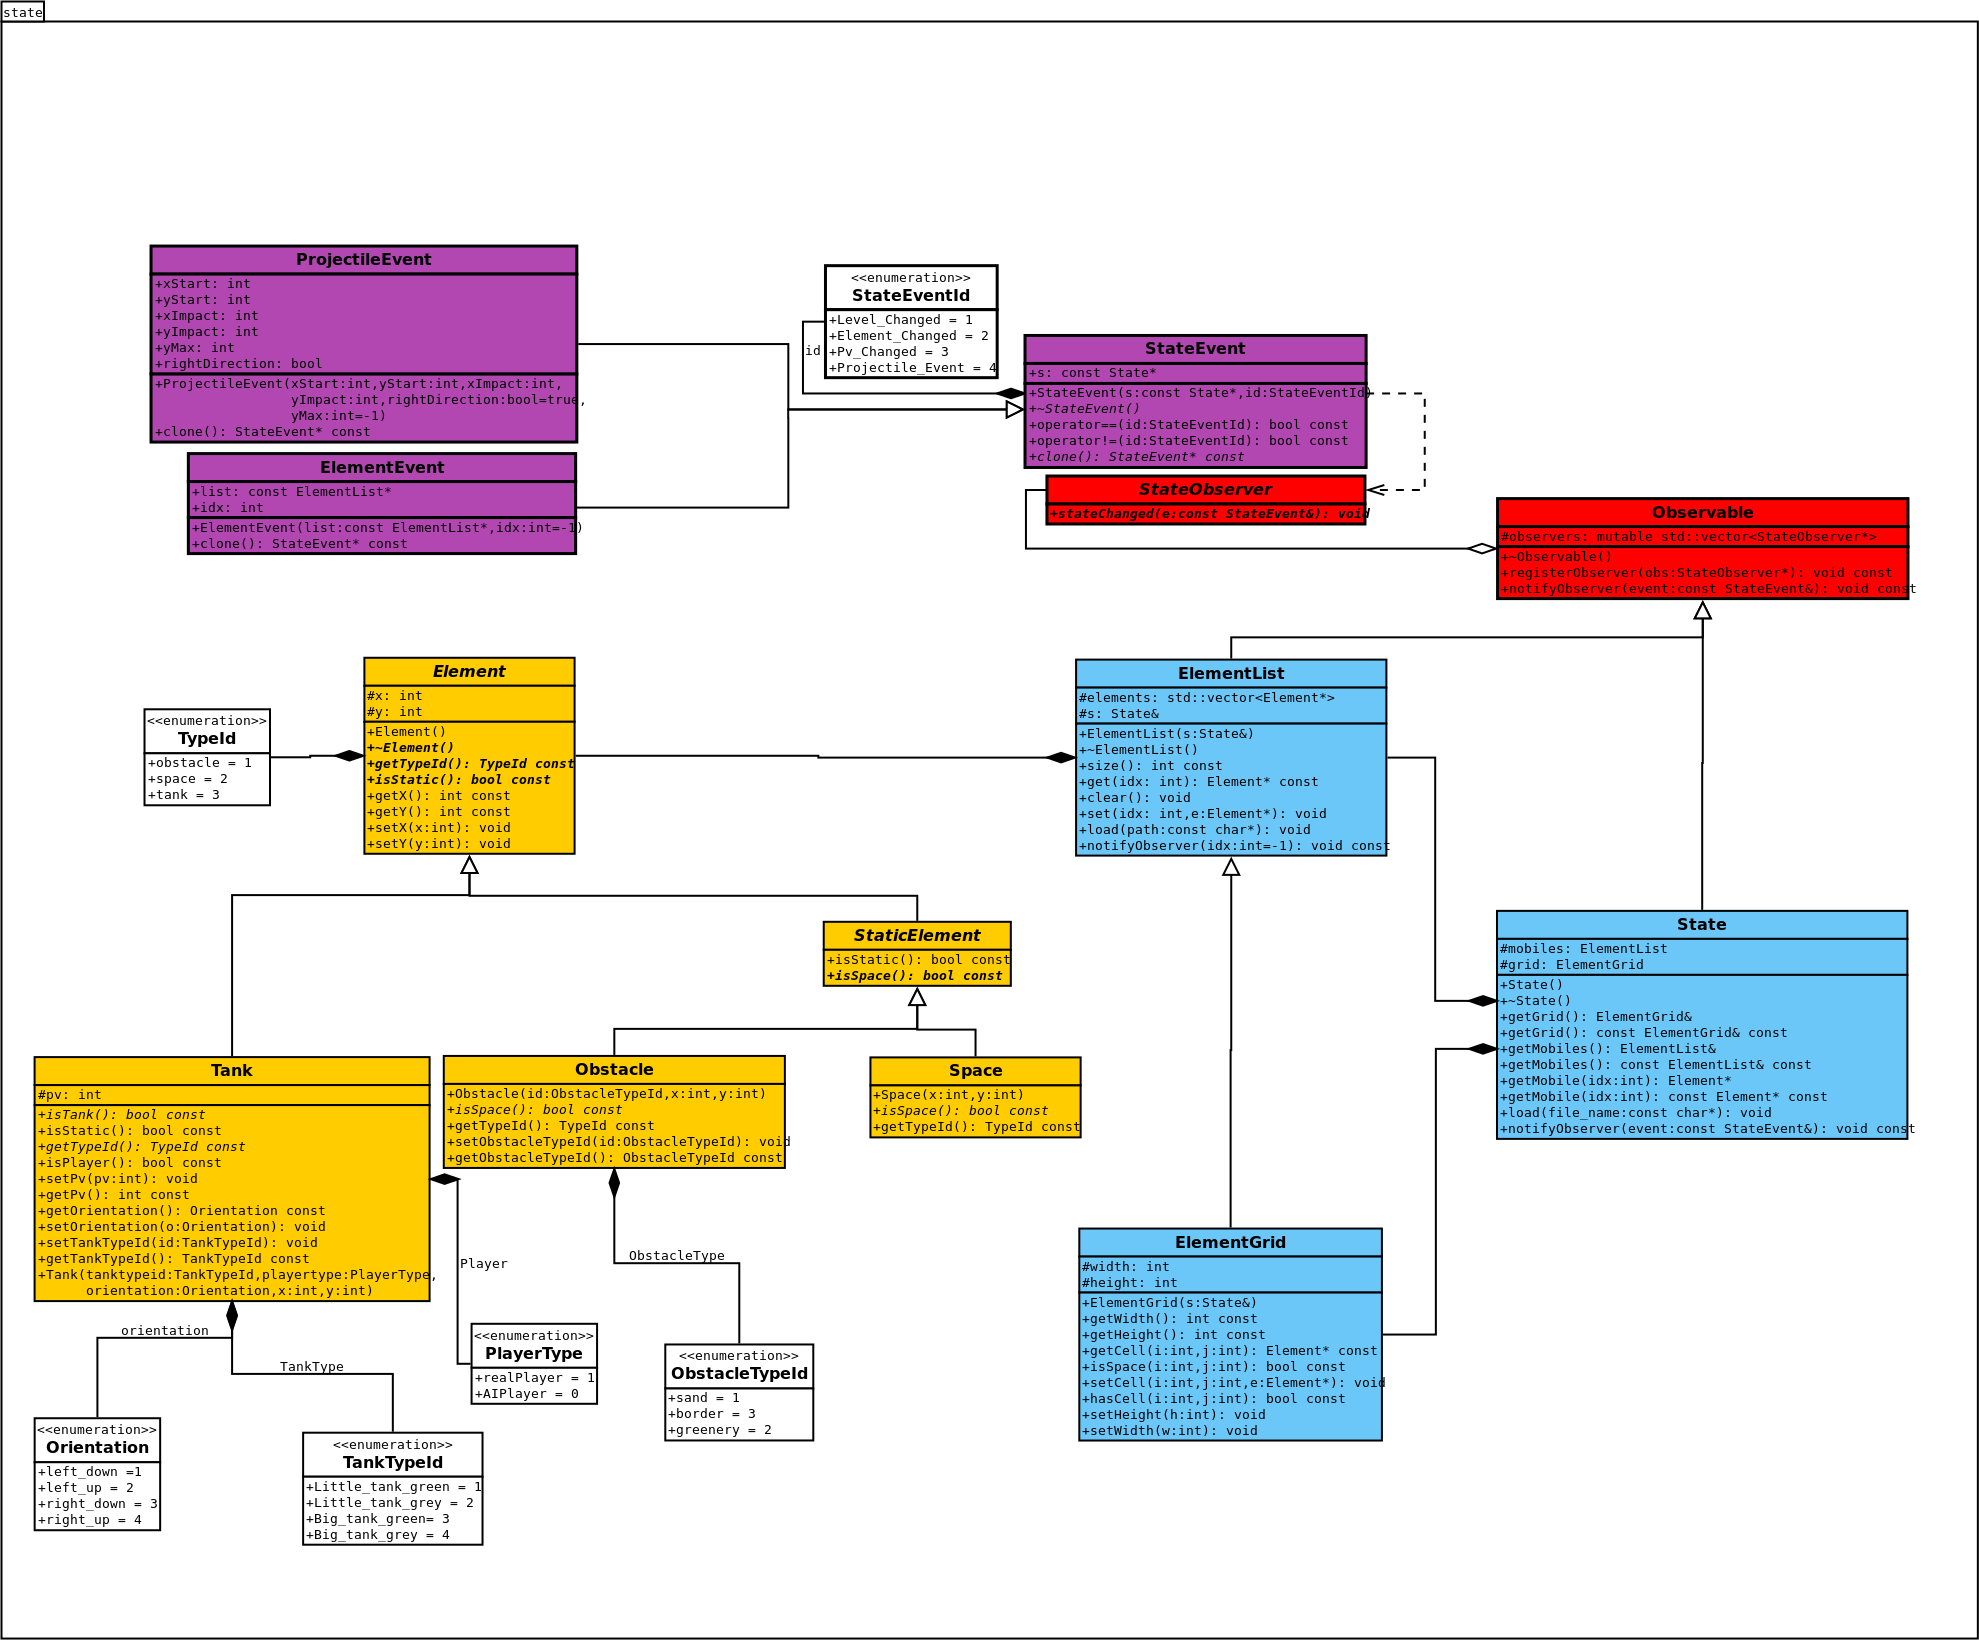 state
ProjectileEvent
+xStart: int
+yStart: int
+xImpact: int
+yImpact: int
+yMax: int
+rightDirection: bool
+ProjectileEvent(xStart:int,yStart:int,xImpact:int,
yImpact:int,rightDirection:bool=true,
yMax:int=-1)
+clone(): StateEvent* const
<<enumeration>>
StateEventId
+Level_Changed = 1
+Element_Changed = 2
+Pv_Changed = 3
+Projectile_Event = 4
id
StateEvent
+s: const State*
+StateEvent(s:const State*,id:StateEventId)
+~StateEvent()
+operator==(id:StateEventId): bool const
+operator!=(id:StateEventId): bool const
+clone(): StateEvent* const
ElementEvent
+list: const ElementList*
+idx: int
+ElementEvent(list:const ElementList*,idx:int=-1)
+clone(): StateEvent* const
StateObserver
+stateChanged(e:const StateEvent&): void
Observable
#observers: mutable std::vector<StateObserver*>
+~Observable()
+registerObserver(obs:StateObserver*): void const
+notifyObserver(event:const StateEvent&): void const
<<enumeration>>
TypeId
+obstacle = 1
+space = 2
+tank = 3
Element
#x: int
#y: int
+Element()
+~Element()
+getTypeId(): TypeId const
+isStatic(): bool const
+getX(): int const
+getY(): int const
+setX(x:int): void
+setY(y:int): void
ElementList
#elements: std::vector<Element*>
#s: State&
+ElementList(s:State&)
+~ElementList()
+size(): int const
+get(idx: int): Element* const
+clear(): void
+set(idx: int,e:Element*): void
+load(path:const char*): void
+notifyObserver(idx:int=-1): void const
StaticElement
+isStatic(): bool const
+isSpace(): bool const
State
#mobiles: ElementList
#grid: ElementGrid
+State()
+~State()
+getGrid(): ElementGrid&
+getGrid(): const ElementGrid& const
+getMobiles(): ElementList&
+getMobiles(): const ElementList& const
+getMobile(idx:int): Element*
+getMobile(idx:int): const Element* const
+load(file_name:const char*): void
+notifyObserver(event:const StateEvent&): void const
Tank
#pv: int
+isTank(): bool const
+isStatic(): bool const
+getTypeId(): TypeId const
+isPlayer(): bool const
+setPv(pv:int): void
+getPv(): int const
+getOrientation(): Orientation const
+setOrientation(o:Orientation): void
+setTankTypeId(id:TankTypeId): void
+getTankTypeId(): TankTypeId const
+Tank(tanktypeid:TankTypeId,playertype:PlayerType,
orientation:Orientation,x:int,y:int)
Obstacle
+Obstacle(id:ObstacleTypeId,x:int,y:int)
+isSpace(): bool const
+getTypeId(): TypeId const
+setObstacleTypeId(id:ObstacleTypeId): void
+getObstacleTypeId(): ObstacleTypeId const
Space
+Space(x:int,y:int)
+isSpace(): bool const
+getTypeId(): TypeId const
Player
ObstacleType
orientation
TankType
<<enumeration>>
PlayerType
+realPlayer = 1
+AIPlayer = 0
<<enumeration>>
ObstacleTypeId
+sand = 1
+border = 3
+greenery = 2
ElementGrid
#width: int
#height: int
+ElementGrid(s:State&)
+getWidth(): int const
+getHeight(): int const
+getCell(i:int,j:int): Element* const
+isSpace(i:int,j:int): bool const
+setCell(i:int,j:int,e:Element*): void
+hasCell(i:int,j:int): bool const
+setHeight(h:int): void
+setWidth(w:int): void
<<enumeration>>
Orientation
+left_down =1
+left_up = 2
+right_down = 3
+right_up = 4
<<enumeration>>
TankTypeId
+Little_tank_green = 1
+Little_tank_grey = 2
+Big_tank_green= 3
+Big_tank_grey = 4